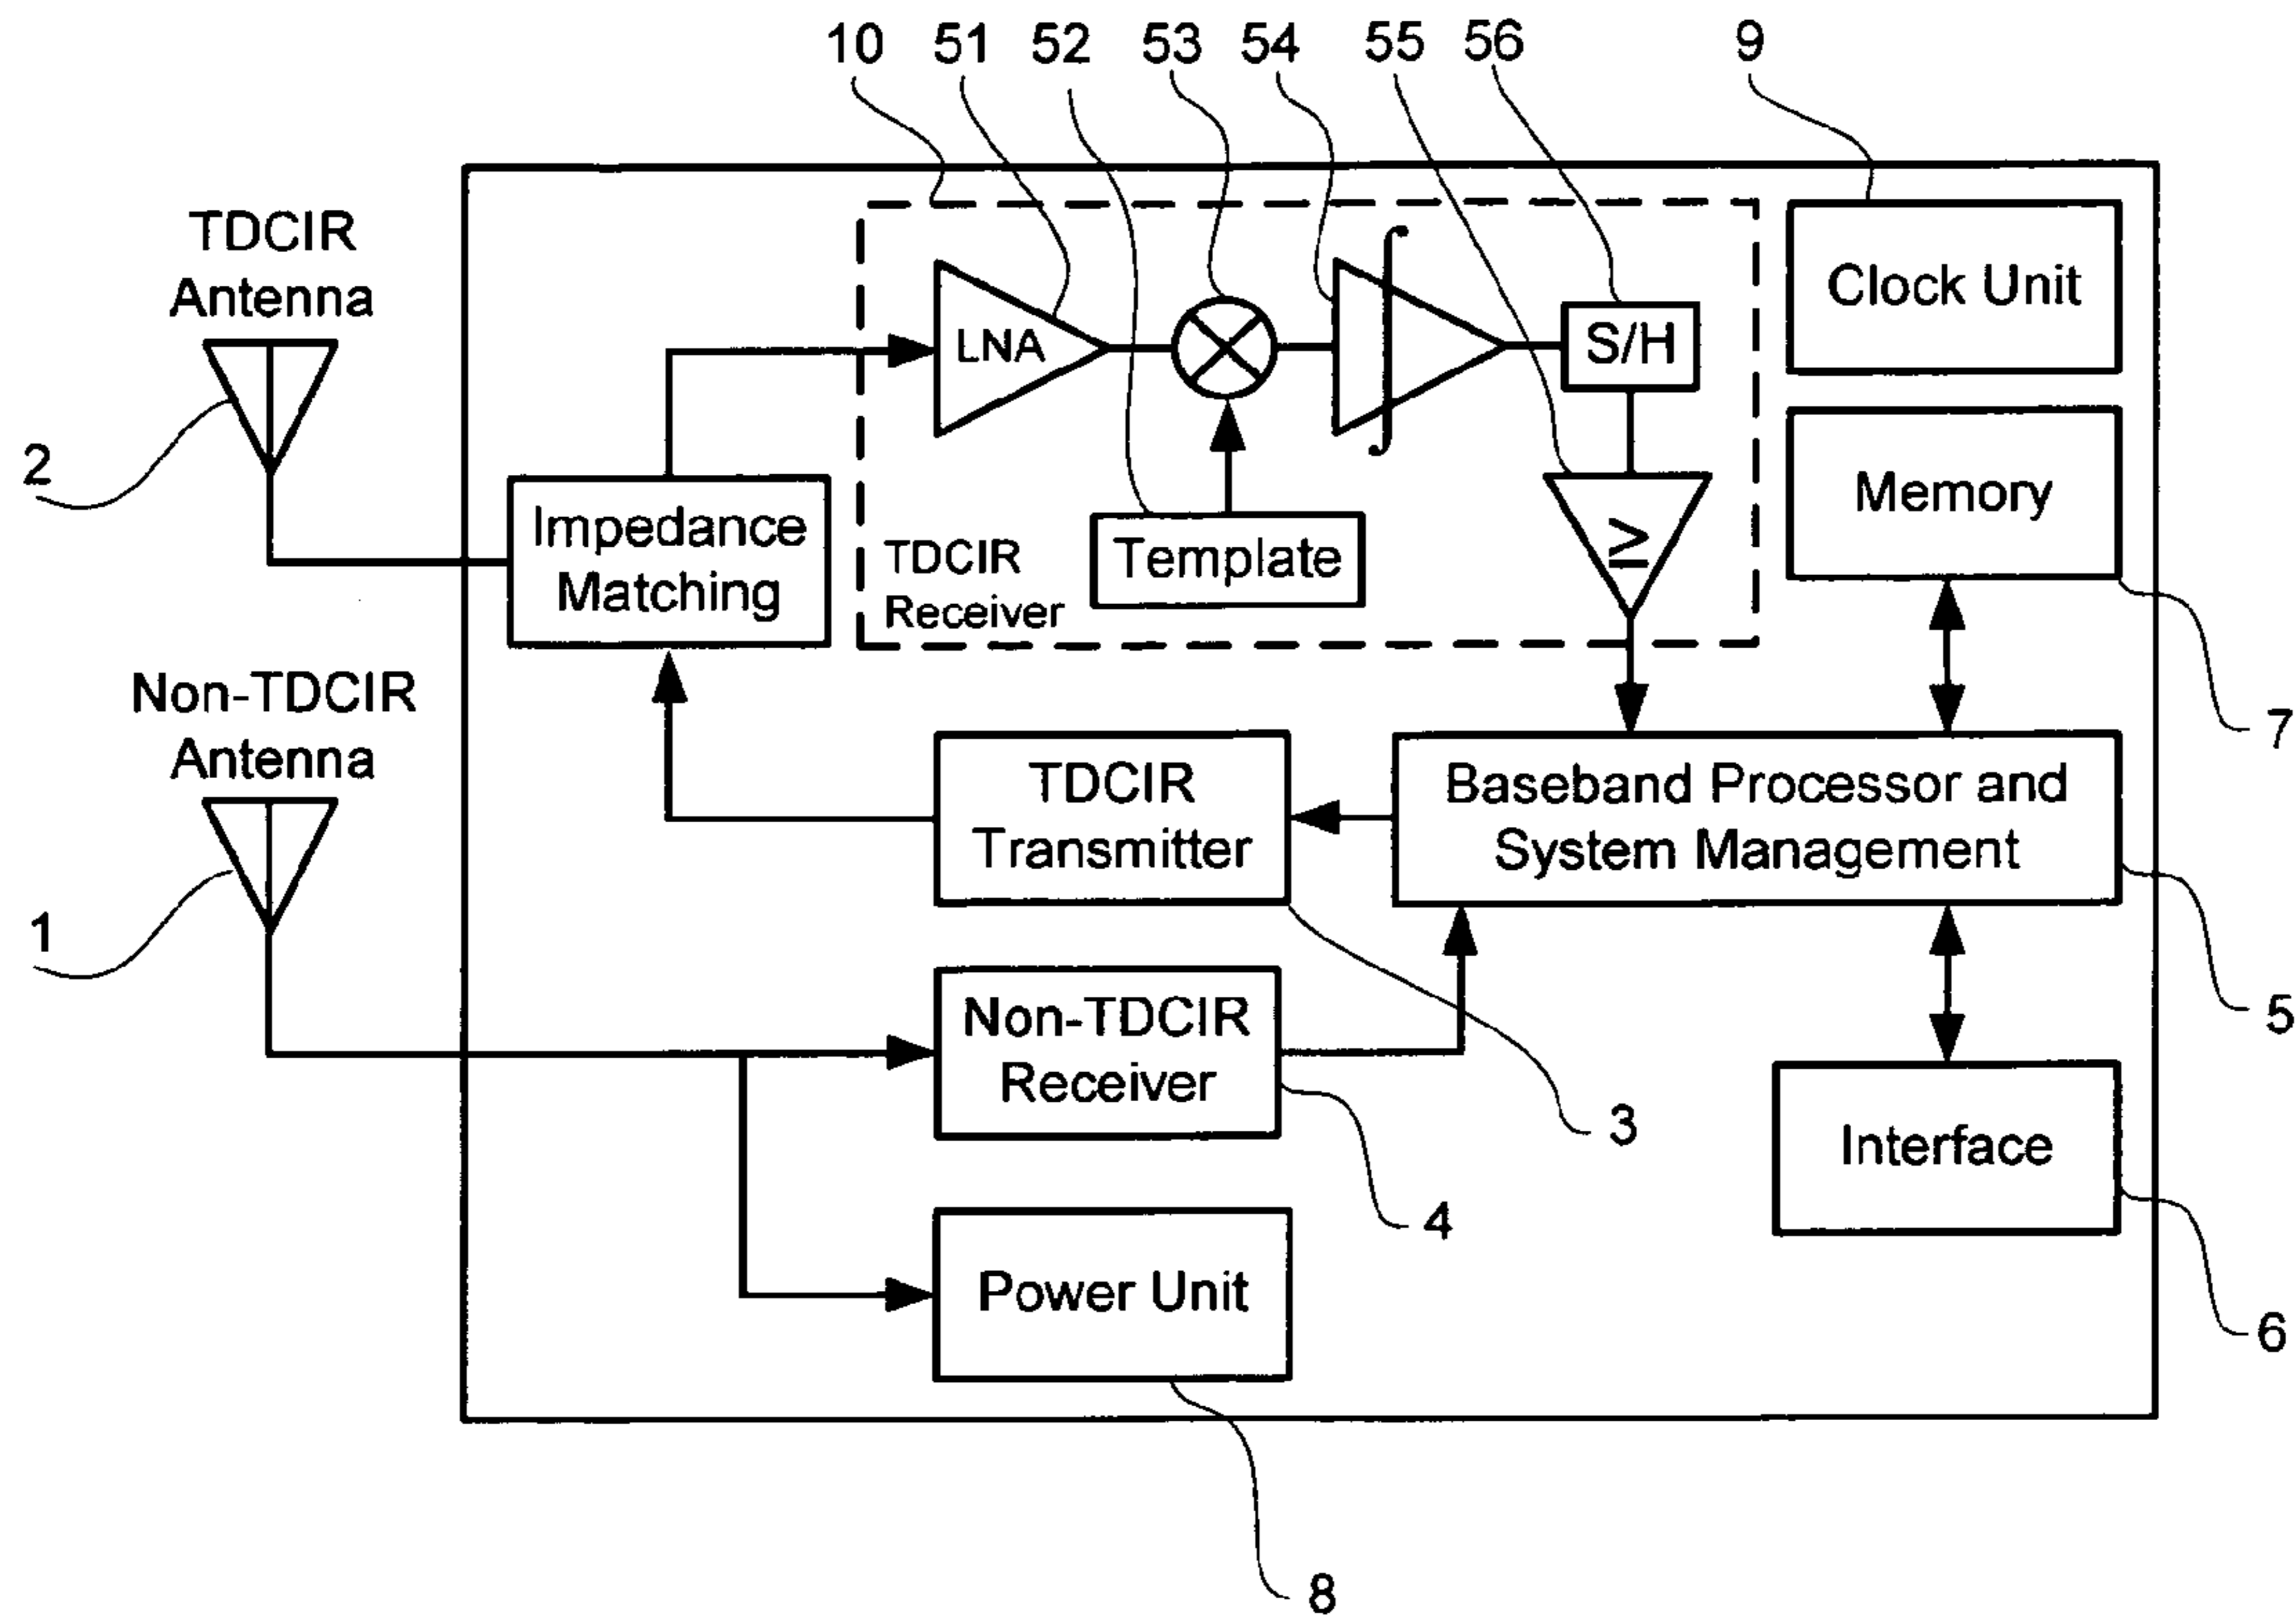 10 51 52 53 54 55 56 9
TDCIR
Antenna
2
Impedance
Matching
LNA
S/H
Template
≥
TDCIR
Receiver
Clock Unit
Memory
7
Non-TDCIR
Antenna
1
TDCIR
Transmitter
3
Baseband Processor and
System Management
5
Non-TDCIR
Receiver
4
Interface
6
Power Unit
8